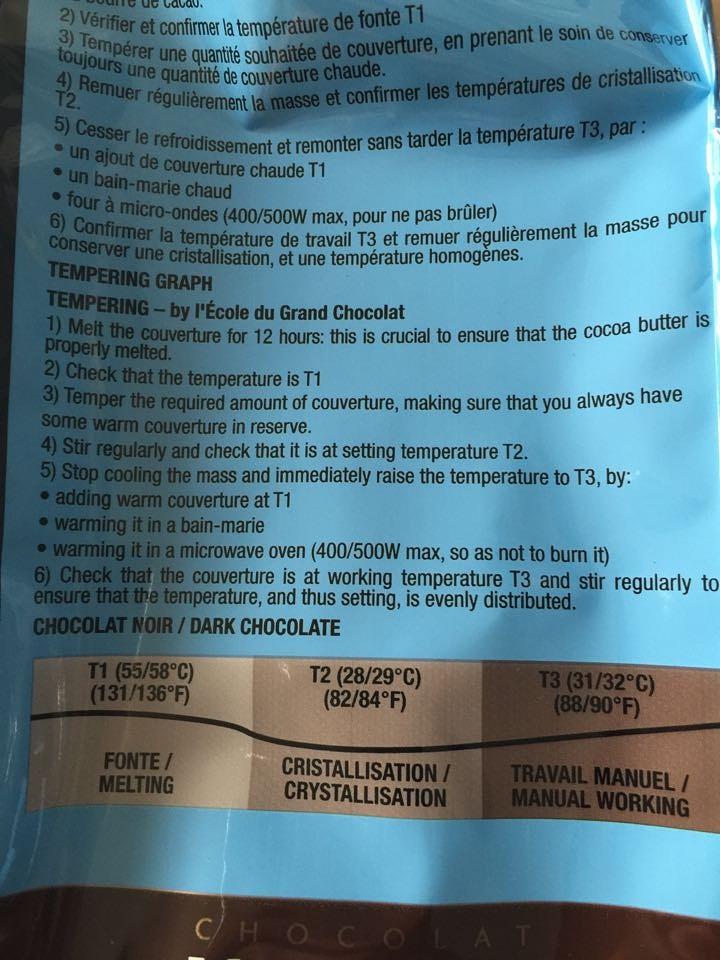 beurre de cacao.
2) Vérifier et confirmer la température de fonte T1
3) Tempérer une quantité souhaitée de couverture, en prenant le soin de conserver
toujours une quantité de couverture chaude.
4) Remuer régulièrement la masse et confirmer les températures de cristallisation
T2.
5) Cesser le refroidissement et remonter sans tarder la température T3, par :
• un ajout de couverture chaude T1
• un bain-marie chaud
• four à micro-ondes (400/500W max, pour ne pas brûler)
6) Confirmer la température de travail T3 et remuer régulièrement la masse pour
conserver une cristallisation, et une température homogènes.
TEMPERING GRAPH
TEMPERING – by l'École du Grand Chocolat
1) Melt the couverture for 12 hours: this is crucial to ensure that the cocoa butter is
properly melted.
2) Check that the temperature is T1
3) Temper the required amount of couverture, making sure that you always have
some warm couverture in reserve.
4) Stir regularly and check that it is at setting temperature T2.
5) Stop cooling the mass and immediately raise the temperature to T3, by:
• adding warm couverture at T1
• warming it in a bain-marie
• warming it in a microwave oven (400/500W max, so as not to burn it)
6) Check that the couverture is at working temperature T3 and stir regularly to
ensure that the temperature, and thus setting, is evenly distributed.
CHOCOLAT NOIR / DARK CHOCOLATE
T1 (55/58°C) T2 (28/29°C) T3 (31/32°C)
(131/136°F) (82/84°F) (88/90°F)
FONTE / CRISTALLISATION / TRAVAIL MANUEL /
MELTING CRYSTALLISATION MANUAL WORKING
CHOCOLAT